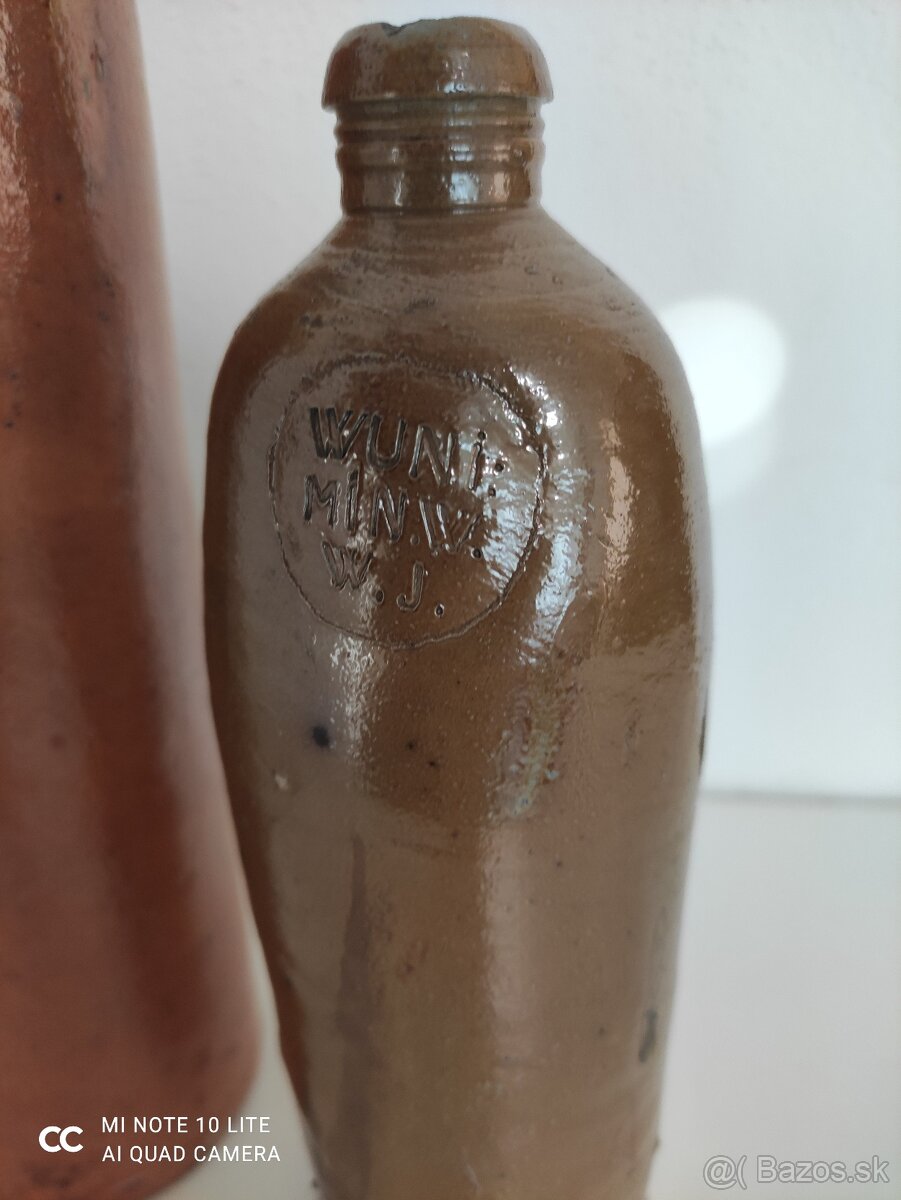 WUNi:
MiN.W.
W.J.
MI NOTE 10 LITE
AI QUAD CAMERA
@( Bazos.sk